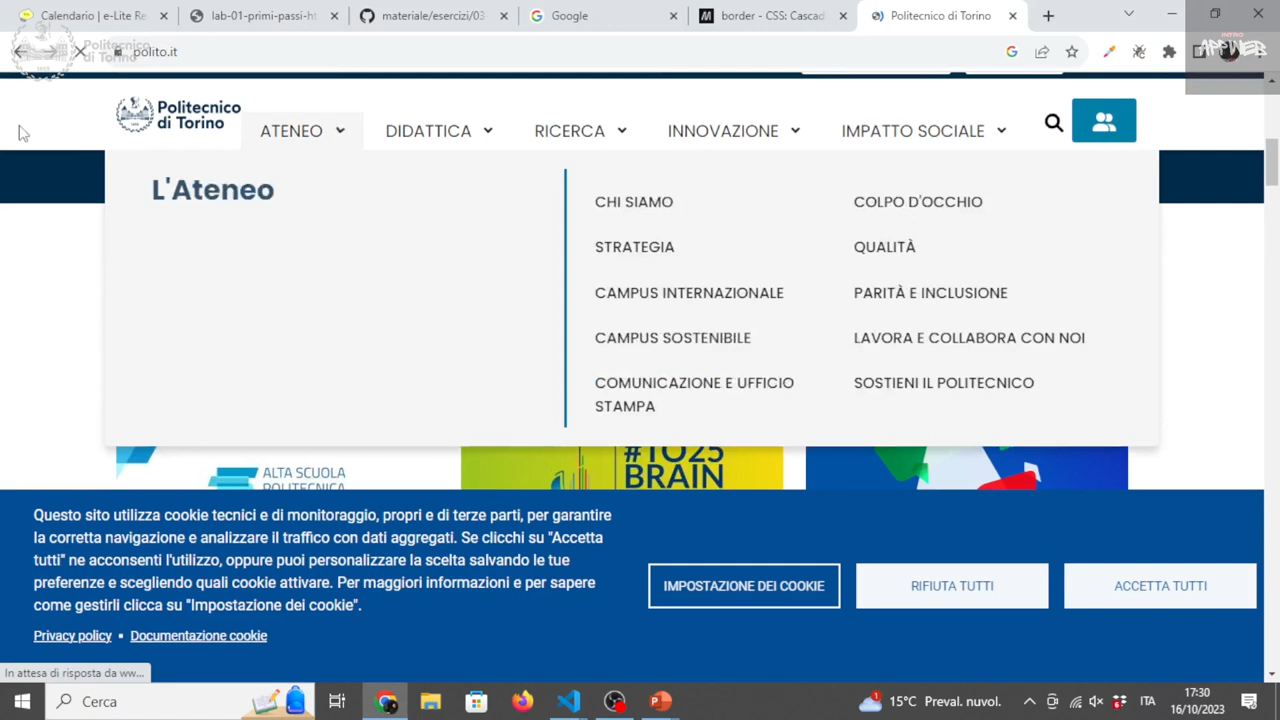 Calendario | e-Lite Re
lab-01-primi-passi-ht
materiale/esercizi/03
Google
border - CSS: Cascad
Politecnico di Torino
polito.it
Politecnico
di Torino
INTRO
APPWEB
Politecnico
di Torino
ATENEO
DIDATTICA
RICERCA
INNOVAZIONE
IMPATTO SOCIALE
L'Ateneo
CHI SIAMO
COLPO D'OCCHIO
STRATEGIA
QUALITÀ
CAMPUS INTERNAZIONALE
PARITÀ E INCLUSIONE
CAMPUS SOSTENIBILE
LAVORA E COLLABORA CON NOI
COMUNICAZIONE E UFFICIO
STAMPA
SOSTIENI IL POLITECNICO
ALTA SCUOLA
POLITECNICA
#TO25
BRAIN
Questo sito utilizza cookie tecnici e di monitoraggio, propri e di terze parti, per garantire
la corretta navigazione e analizzare il traffico con dati aggregati. Se clicchi su "Accetta
tutti" ne acconsenti l'utilizzo, oppure puoi personalizzare la scelta salvando le tue
preferenze e scegliendo quali cookie attivare. Per maggiori informazioni e per sapere
come gestirli clicca su "Impostazione dei cookie".
Privacy policy ▪ Documentazione cookie
IMPOSTAZIONE DEI COOKIE
RIFIUTA TUTTI
ACCETTA TUTTI
In attesa di risposta da ww...
Cerca
15°C Preval. nuvol.
ITA
17:30
16/10/2023